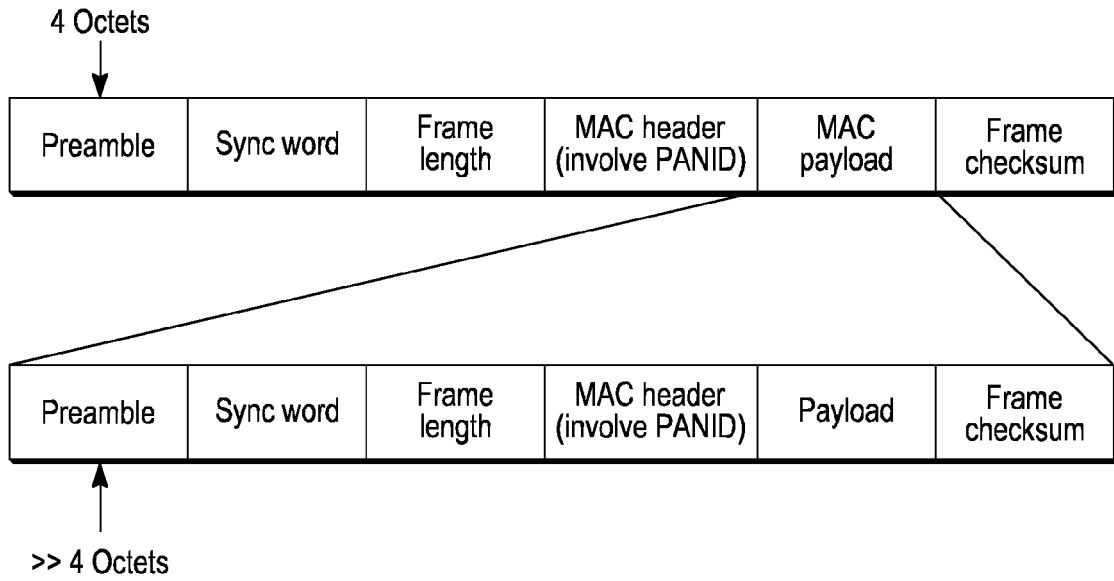 4 Octets
Preamble
Sync word
Frame
length
MAC header
(involve PANID)
MAC
payload
Frame
checksum
Preamble
Sync word
Frame
length
MAC header
(involve PANID)
Payload
Frame
checksum
>> 4 Octets